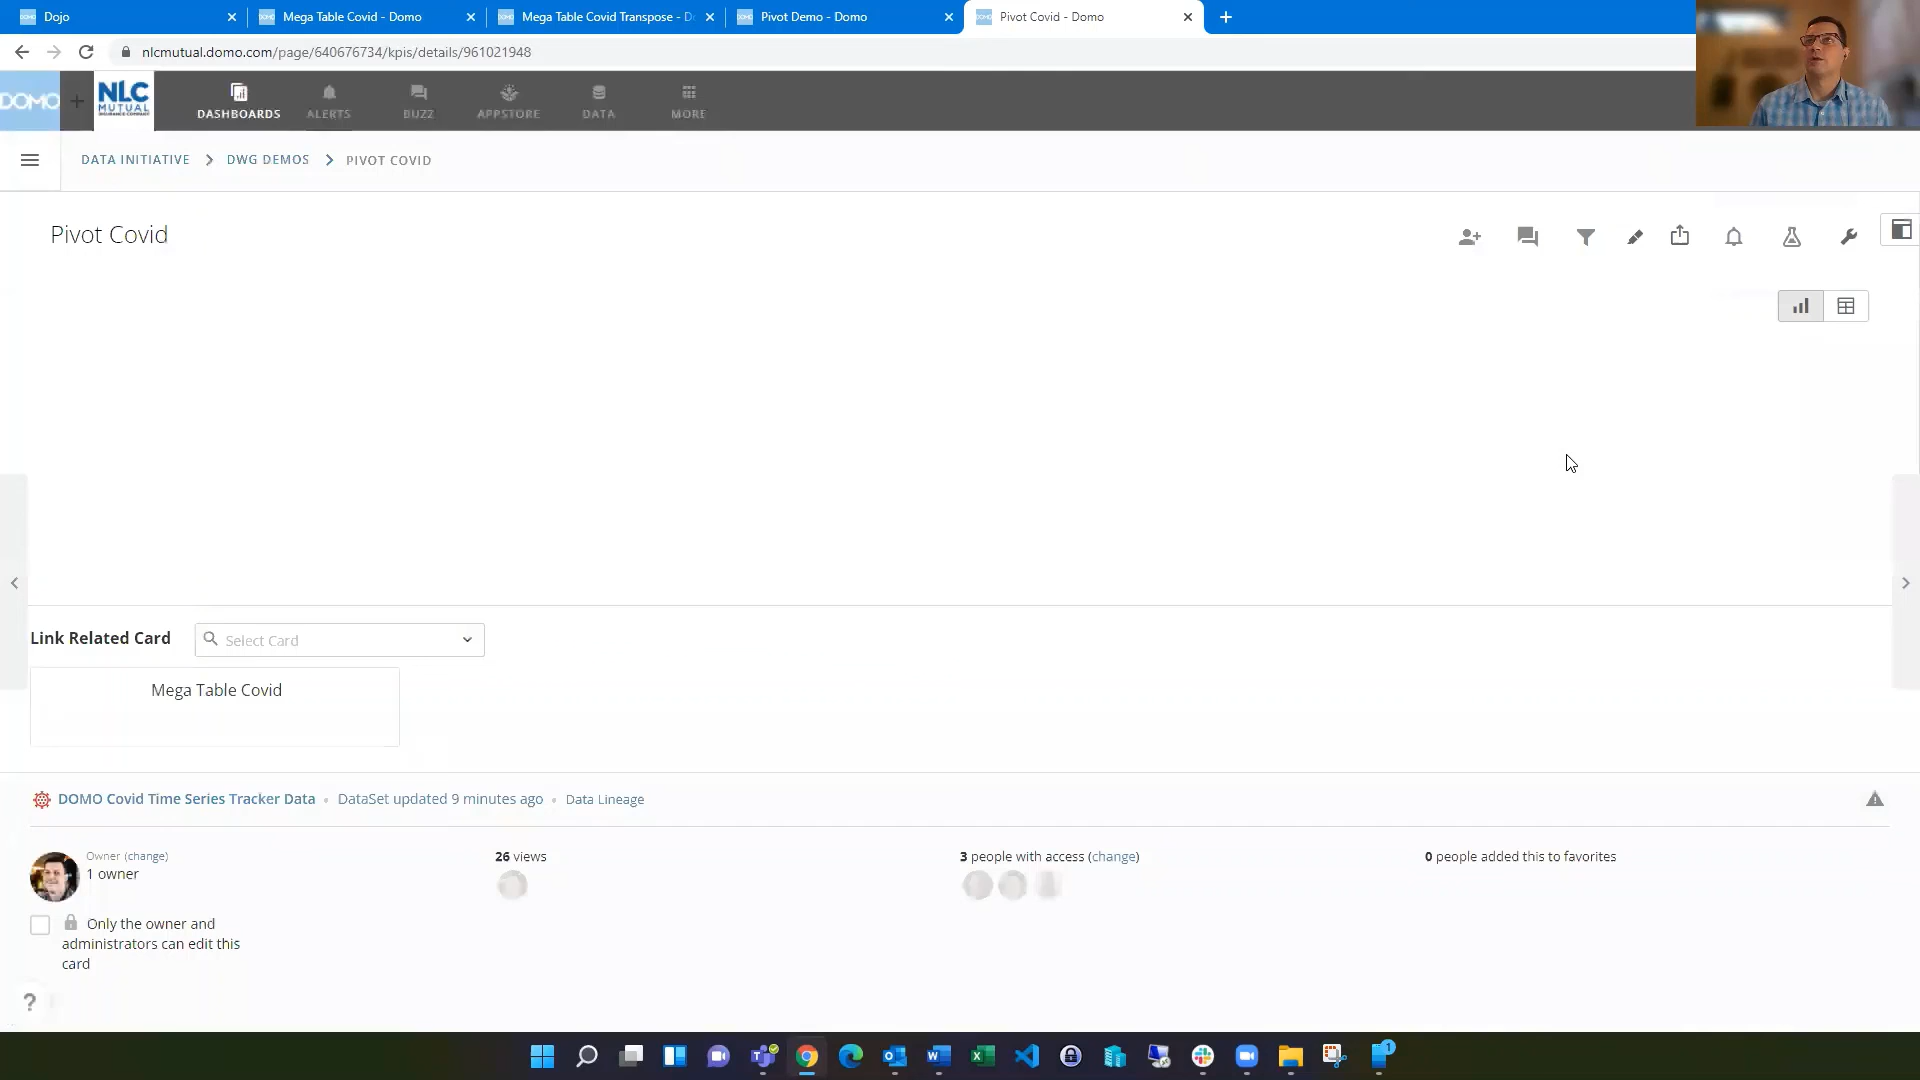 Dojo
Mega Table Covid - Domo
Mega Table Covid Transpose - Do
Pivot Demo - Domo
Pivot Covid - Domo
nlcmutual.domo.com/page/640676734/kpis/details/961021948
DOMO
NLC
MUTUAL
INSURANCE COMPANY
DASHBOARDS
ALERTS
BUZZ
APPSTORE
DATA
MORE
DATA INITIATIVE > DWG DEMOS > PIVOT COVID
Pivot Covid
Link Related Card
Select Card
Mega Table Covid
DOMO Covid Time Series Tracker Data • DataSet updated 9 minutes ago • Data Lineage
Owner (change)
1 owner
26 views
3 people with access (change)
0 people added this to favorites
Only the owner and
administrators can edit this
card
?
1